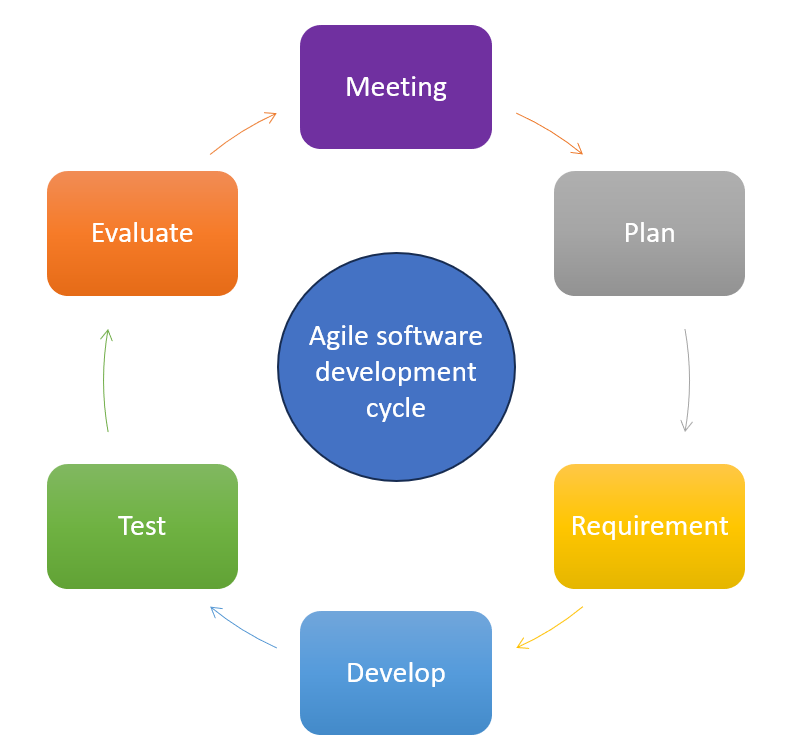 Meeting
Evaluate
Plan
Agile software
development
cycle
Test
Requirement
Develop